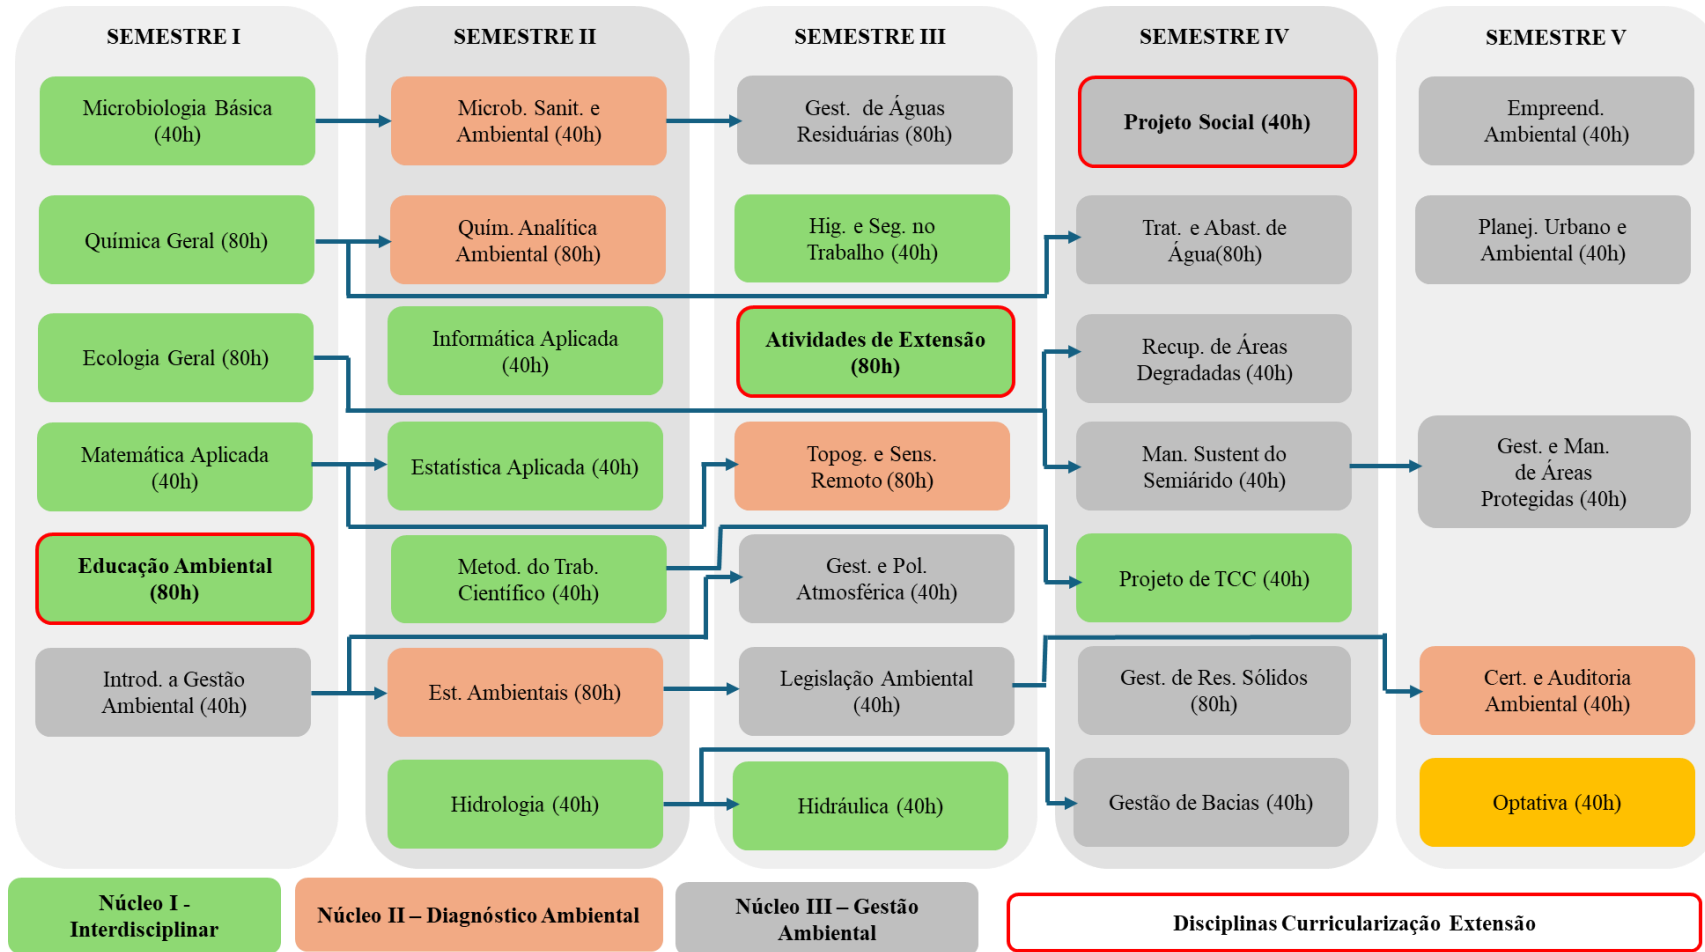 SEMESTRE I
Microbiologia Básica
(40h)
Química Geral (80h)
Ecologia Geral (80h)
Matemática Aplicada
(40h)
Educação Ambiental
(80h)
Introd. a Gestão
Ambiental (40h)
SEMESTRE II
Microb. Sanit. e
Ambiental (40h)
Quím. Analítica
Ambiental (80h)
Informática Aplicada
(40h)
Estatística Aplicada (40h)
Metod. do Trab.
Científico (40h)
Est. Ambientais (80h)
Hidrologia (40h)
SEMESTRE III
Gest. de Águas
Residuárias (80h)
Hig. e Seg. no
Trabalho (40h)
Atividades de Extensão
(80h)
Topog. e Sens.
Remoto (80h)
Gest. e Pol.
Atmosférica (40h)
Legislação Ambiental
(40h)
Hidráulica (40h)
SEMESTRE IV
Projeto Social (40h)
Trat. e Abast. de
Água(80h)
Recup. de Áreas
Degradadas (40h)
Man. Sustent do
Semiárido (40h)
Projeto de TCC (40h)
Gest. de Res. Sólidos
(80h)
Gestão de Bacias (40h)
SEMESTRE V
Empreend.
Ambiental (40h)
Planej. Urbano e
Ambiental (40h)
Gest. e Man.
de Áreas
Protegidas (40h)
Cert. e Auditoria
Ambiental (40h)
Optativa (40h)
Núcleo I -
Interdisciplinar
Núcleo II – Diagnóstico Ambiental
Núcleo III – Gestão
Ambiental
Disciplinas Curricularização Extensão